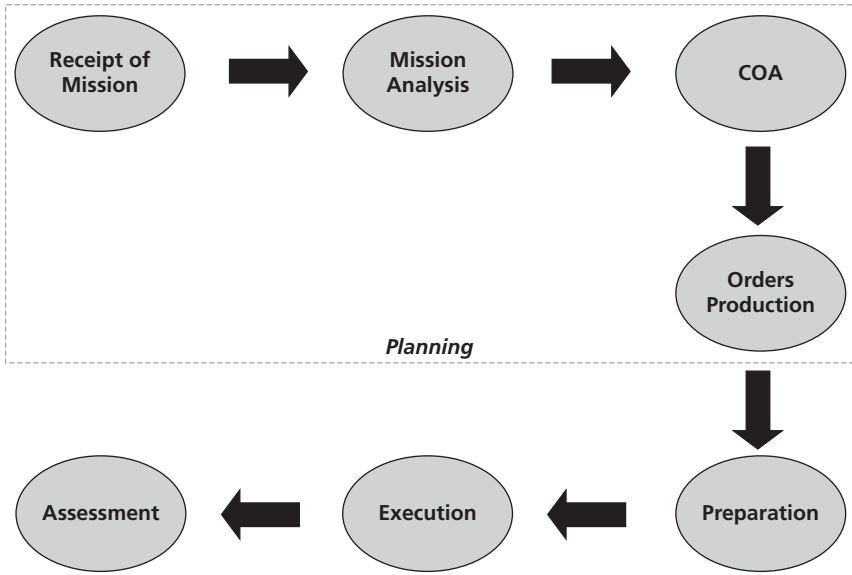 Receipt of
Mission
Mission
Analysis
COA
Orders
Production
Planning
Preparation
Execution
Assessment